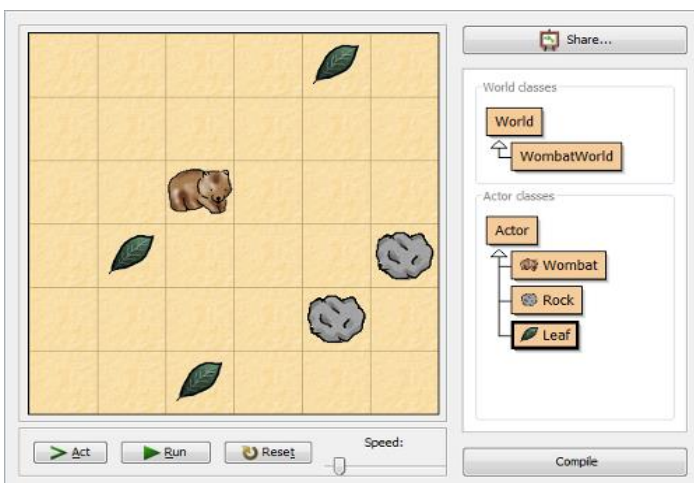 Share...
World classes
World
WombatWorld
Actor classes
Actor
Wombat
Rock
Leaf
> Act
Run
Reset
Speed:
Compile